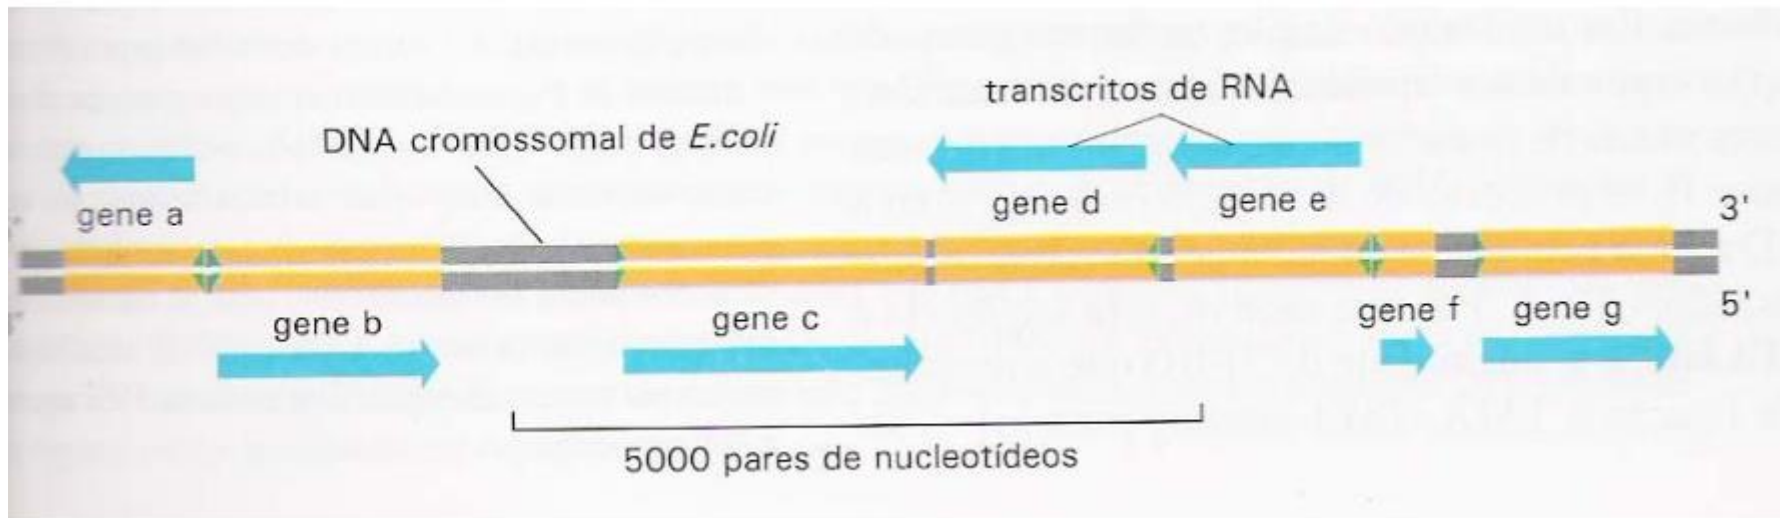 transcritos de RNA
DNA cromossomal de E.coli
gene a
gene d
gene e
3'
gene b
gene c
gene f
gene g
5'
5000 pares de nucleotídeos